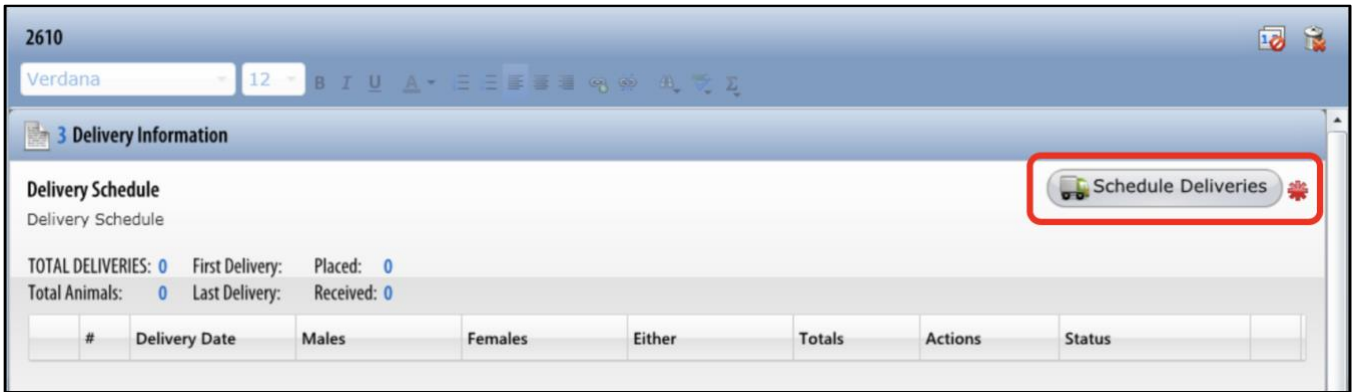 2610
Verdana 12 B I U A Σ
3 Delivery Information
Delivery Schedule
Schedule Deliveries
Delivery Schedule
TOTAL DELIVERIES: 0 First Delivery: Placed: 0
Total Animals: 0 Last Delivery: Received: 0
# Delivery Date Males Females Either Totals Actions Status